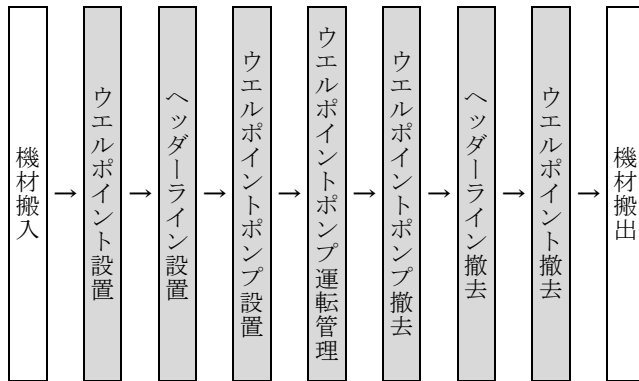 機材搬入
→
ウエルポイント設置
→
ヘッダーライン設置
→
ウエルポイントポンプ設置
→
ウエルポイントポンプ運転管理
→
ウエルポイントポンプ撤去
→
ヘッダーライン撤去
→
ウエルポイント撤去
→
機材搬出